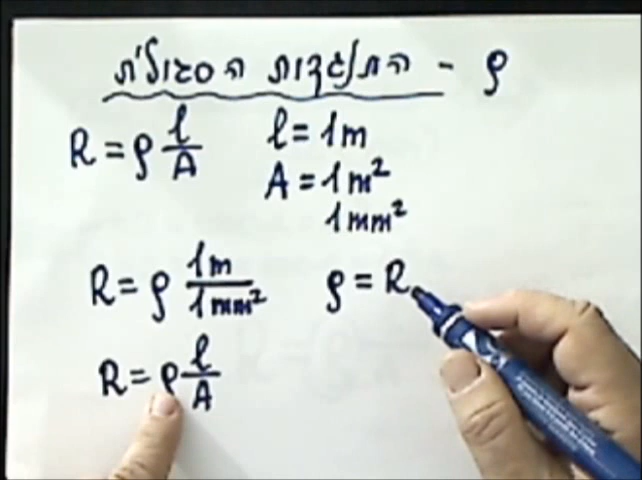 התנגדות הסגולית - ρ
R = ρ l/A   l = 1m
A = 1m²
1mm²
R = ρ 1m/1mm²   ρ = R
R = ρ l/A